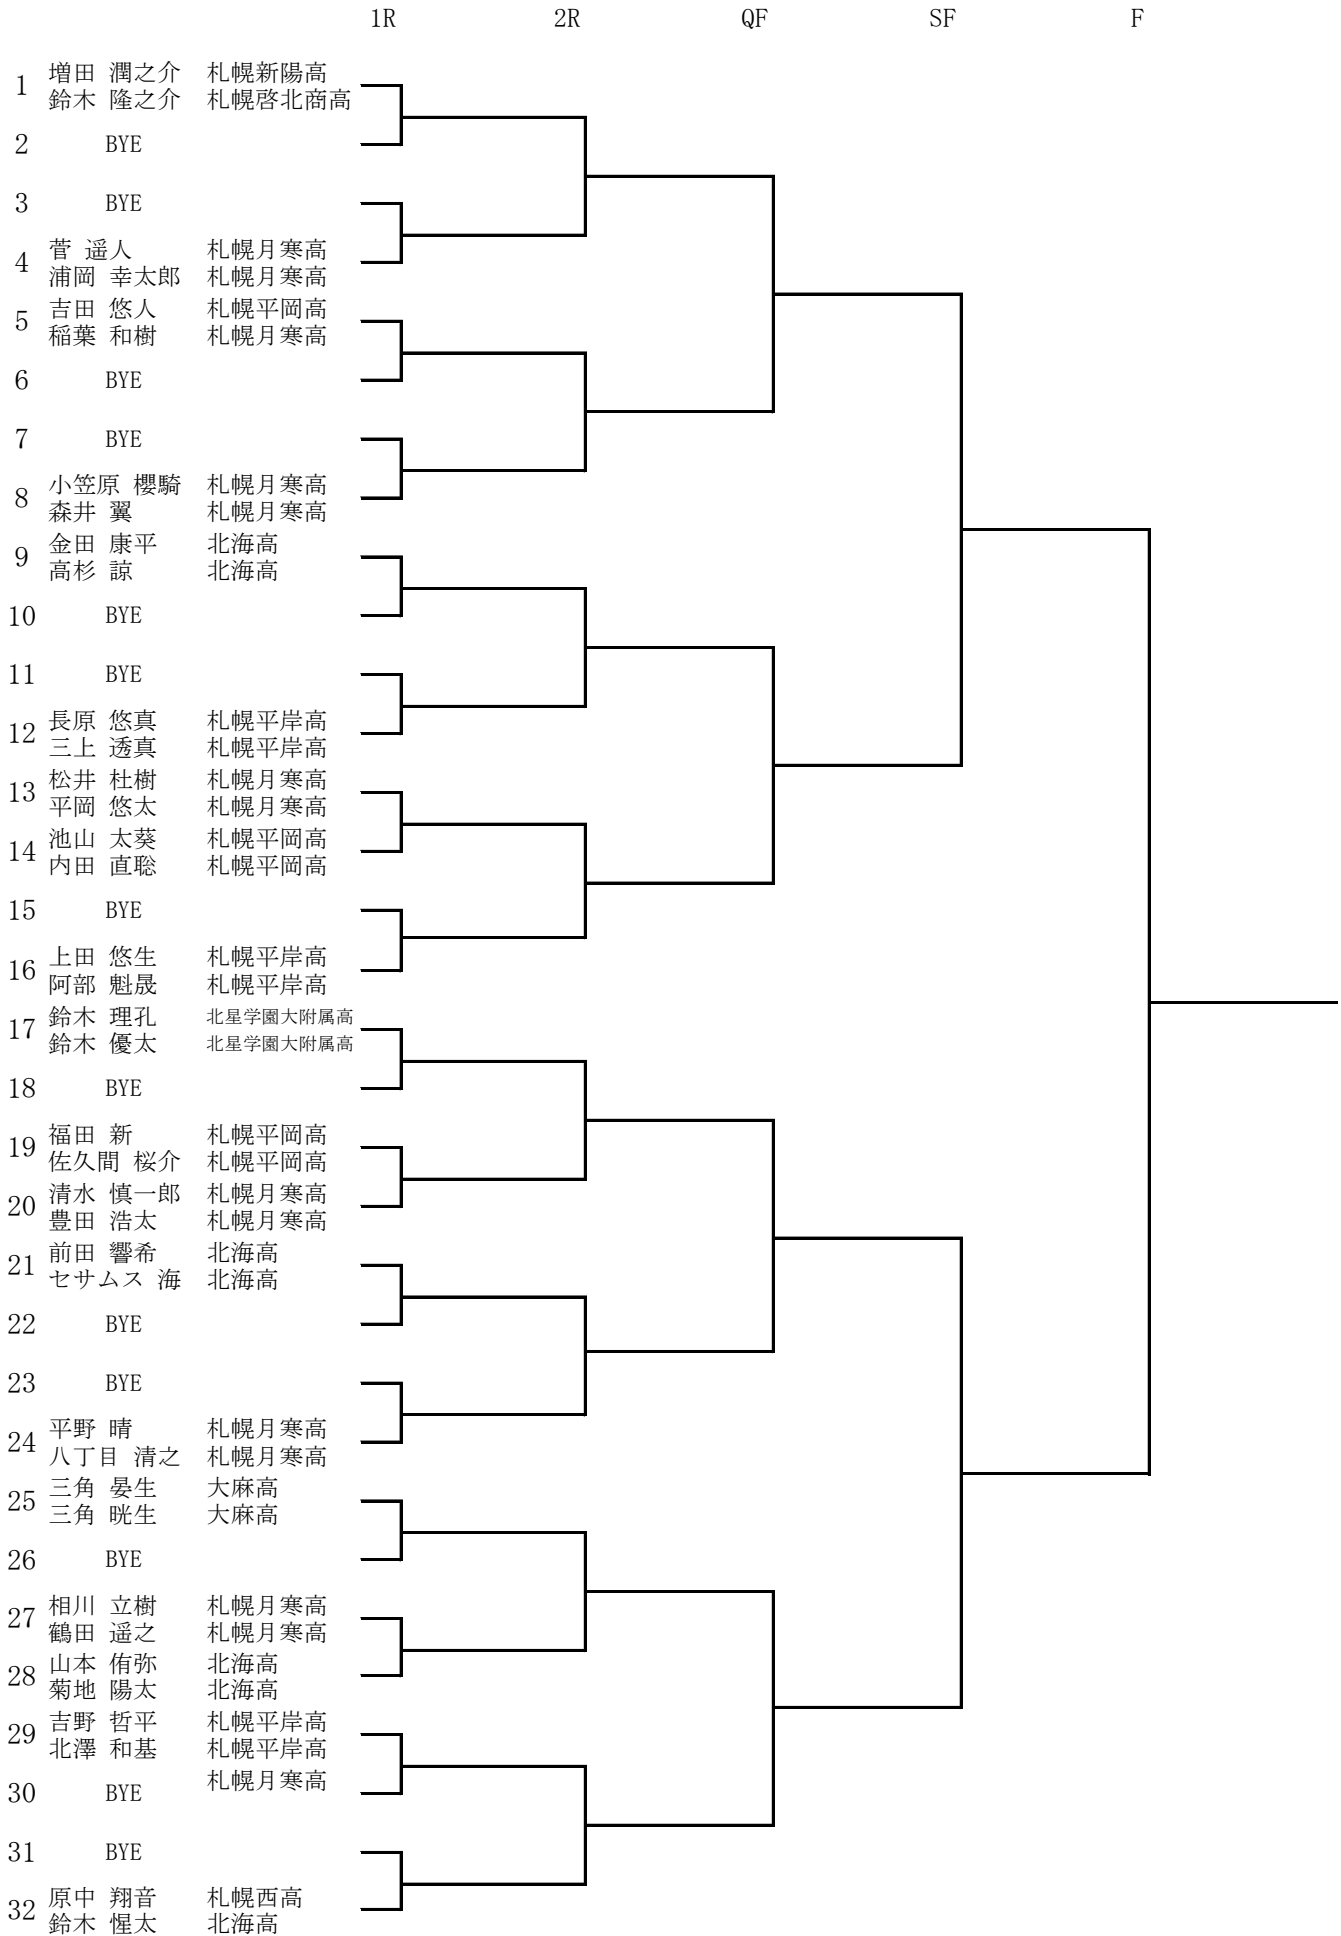 1R 2R QF SF F
増田 潤之介 札幌新陽高
1
鈴木 隆之介 札幌啓北商高
2 BYE
3 BYE
菅 遥人 札幌月寒高
4
浦岡 幸太郎 札幌月寒高
吉田 悠人 札幌平岡高
5
稲葉 和樹 札幌月寒高
6 BYE
7 BYE
小笠原 櫻騎 札幌月寒高
8
森井 翼 札幌月寒高
金田 康平 北海高
9
高杉 諒 北海高
10 BYE
11 BYE
長原 悠真 札幌平岸高
12
三上 透真 札幌平岸高
松井 杜樹 札幌月寒高
13
平岡 悠太 札幌月寒高
池山 太葵 札幌平岡高
14
内田 直聡 札幌平岡高
15 BYE
上田 悠生 札幌平岸高
16
阿部 魁晟 札幌平岸高
鈴木 理孔 北星学園大附属高
17
鈴木 優太 北星学園大附属高
18 BYE
福田 新 札幌平岡高
19
佐久間 桜介 札幌平岡高
清水 慎一郎 札幌月寒高
20
豊田 浩太 札幌月寒高
前田 響希 北海高
21
セサムス 海 北海高
22 BYE
23 BYE
平野 晴 札幌月寒高
24
八丁目 清之 札幌月寒高
三角 晏生 大麻高
25
三角 晄生 大麻高
26 BYE
相川 立樹 札幌月寒高
27
鶴田 遥之 札幌月寒高
山本 侑弥 北海高
28
菊地 陽太 北海高
吉野 哲平 札幌平岸高
29
北澤 和基 札幌平岸高
札幌月寒高
30 BYE
31 BYE
原中 翔音 札幌西高
32
鈴木 惺太 北海高